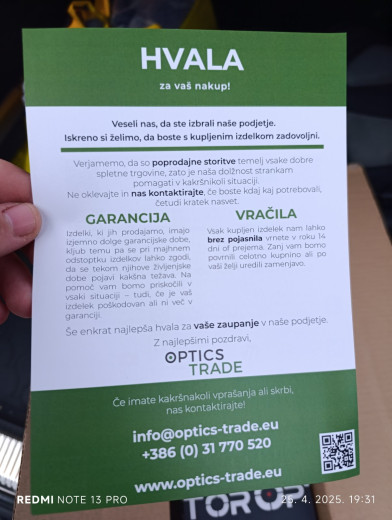 HVALA
za vaš nakup!
Veseli nas, da ste izbrali naše podjetje.
Iskreno si želimo, da boste s kupljenim izdelkom zadovoljni.
Verjamemo, da so poprodajne storitve temelj vsake dobre
spletne trgovine, zato je naša dolžnost strankam
pomagati v kakršnikoli situaciji.
Ne oklevajte in nas kontaktirajte, če boste kdaj kaj potrebovali,
četudi kratek nasvet.
GARANCIJA
Izdelki, ki jih prodajamo, imajo
izjemno dolge garancijske dobe,
kljub temu pa se pri majhnem
odstoptku izdelkov lahko zgodi,
da se tekom njihove življenjske
dobe pojavi kakšna težava. Na
pomoč vam bomo priskočili v
vsaki situaciji – tudi, če je vaš
izdelek poškodovan ali ni več v
garanciji.
VRAČILA
Vsak kupljen izdelek nam lahko
brez pojasnila vrnete v roku 14
dni of prejema. Zanj vam bomo
povrnili celotno kupnino ali po
vaši želji uredili zamenjavo.
Še enkrat najlepša hvala za vaše zaupanje v naše podjetje.
Z najlepšimi pozdravi,
OPTICS
TRADE
Če imate kakršnakoli vprašanja ali skrbi,
nas kontaktirajte!
info@optics-trade.eu
+386 (0) 31 770 520
www.optics-trade.eu
REDMI NOTE 13 PRO
25. 4. 2025, 19:31